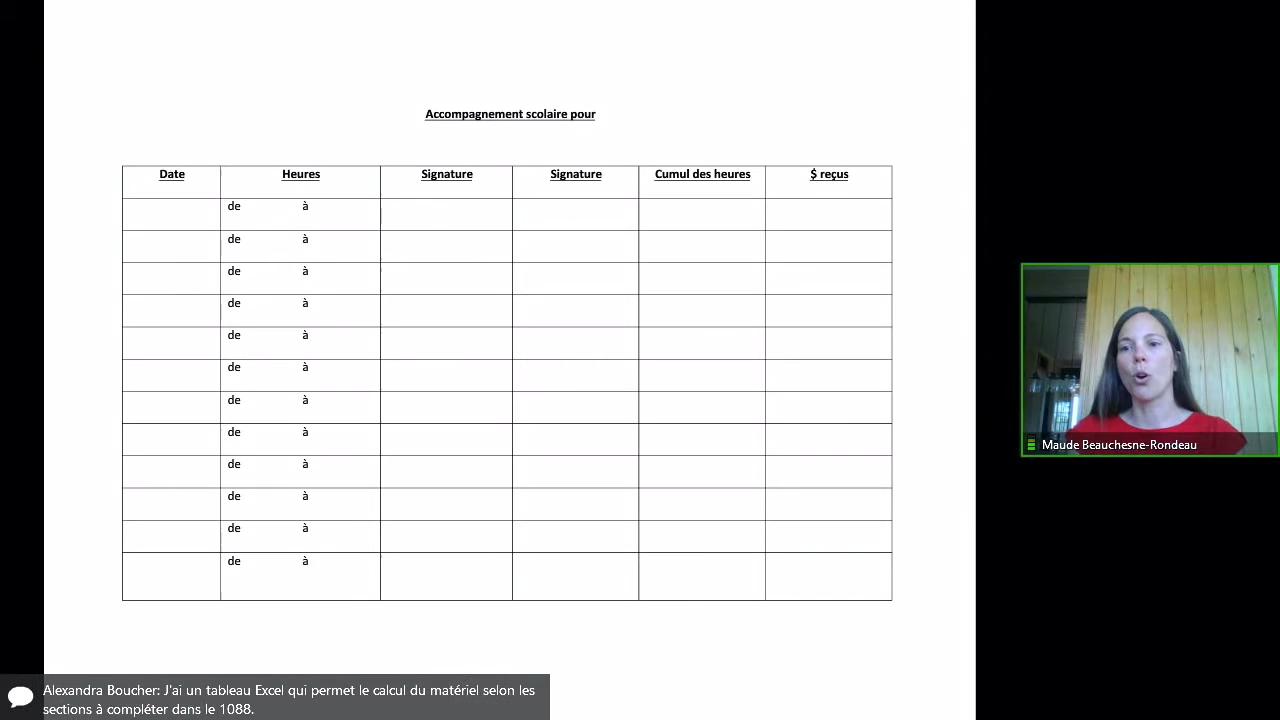 Accompagnement scolaire pour
Date Heures Signature Signature Cumul des heures $ reçus
de à
de à
de à
de à
de à
de à
de à
de à
de à
de à
de à
de à
Maude Beauchesne-Rondeau
Alexandra Boucher: J'ai un tableau Excel qui permet le calcul du matériel selon les
sections à compléter dans le 1088.